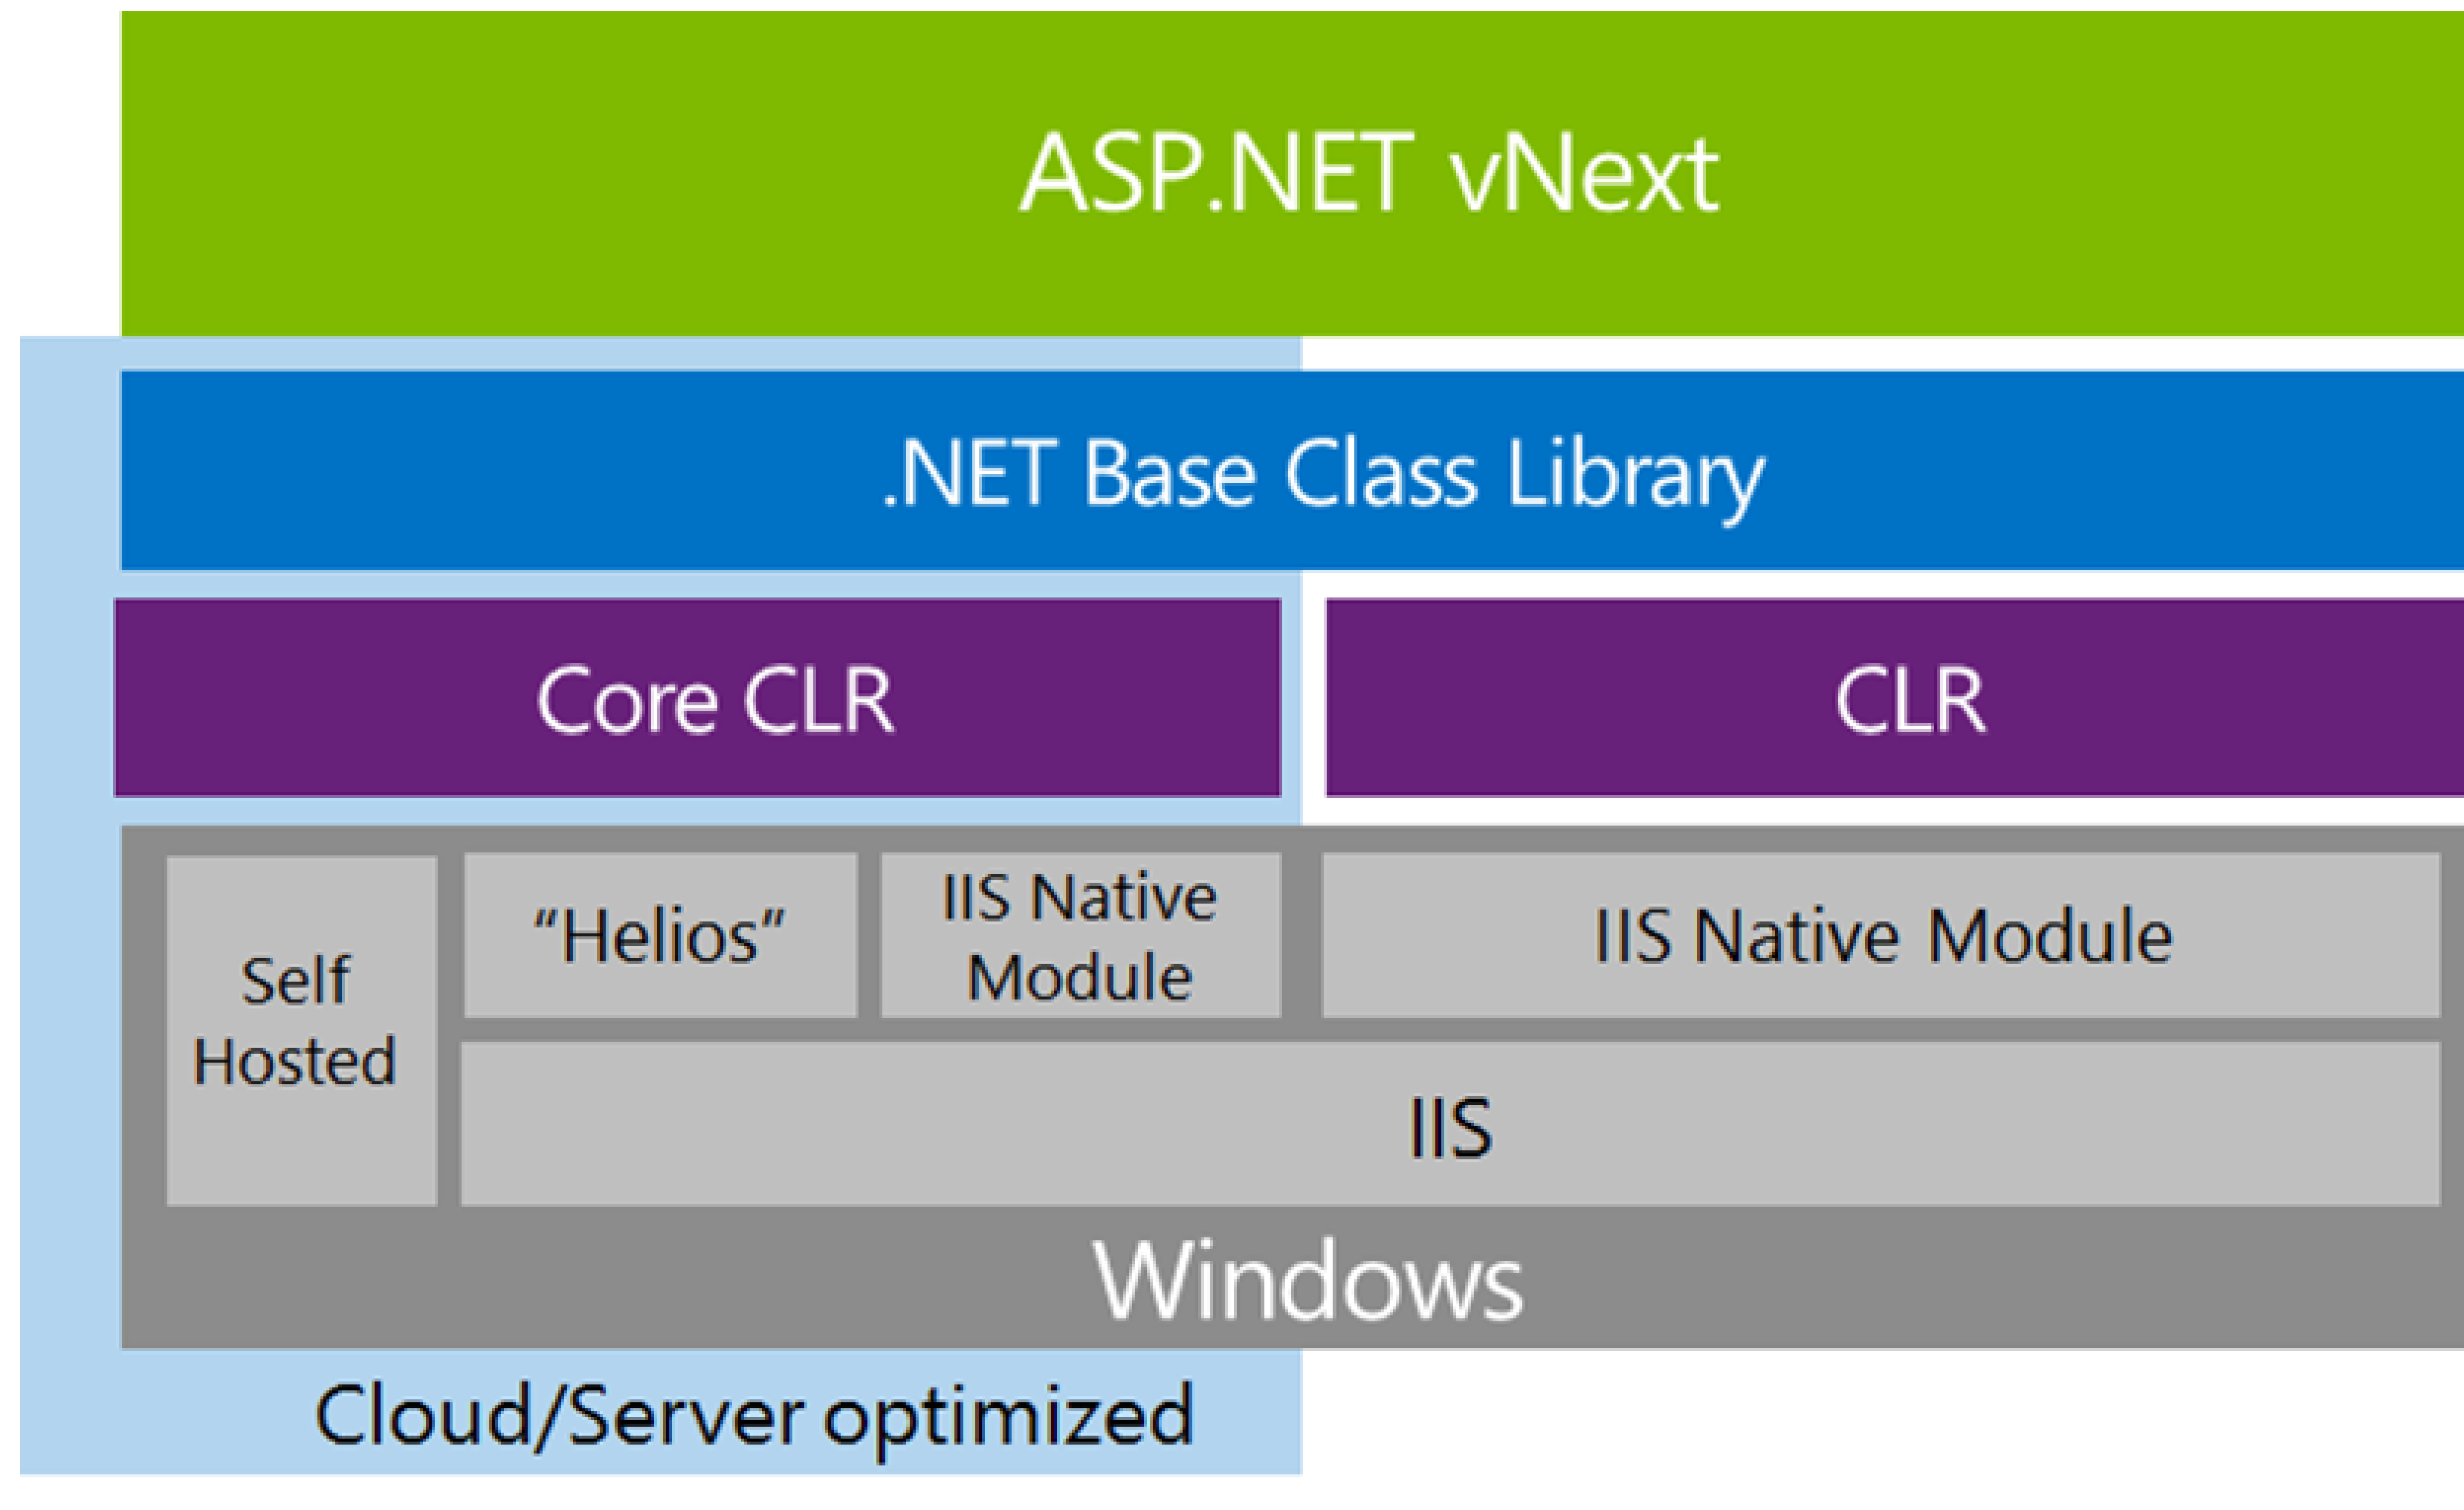 ASP.NET vNext
.NET Base Class Library
Core CLR
CLR
Self
Hosted
“Helios”
IIS Native
Module
IIS Native Module
IIS
Windows
Cloud/Server optimized